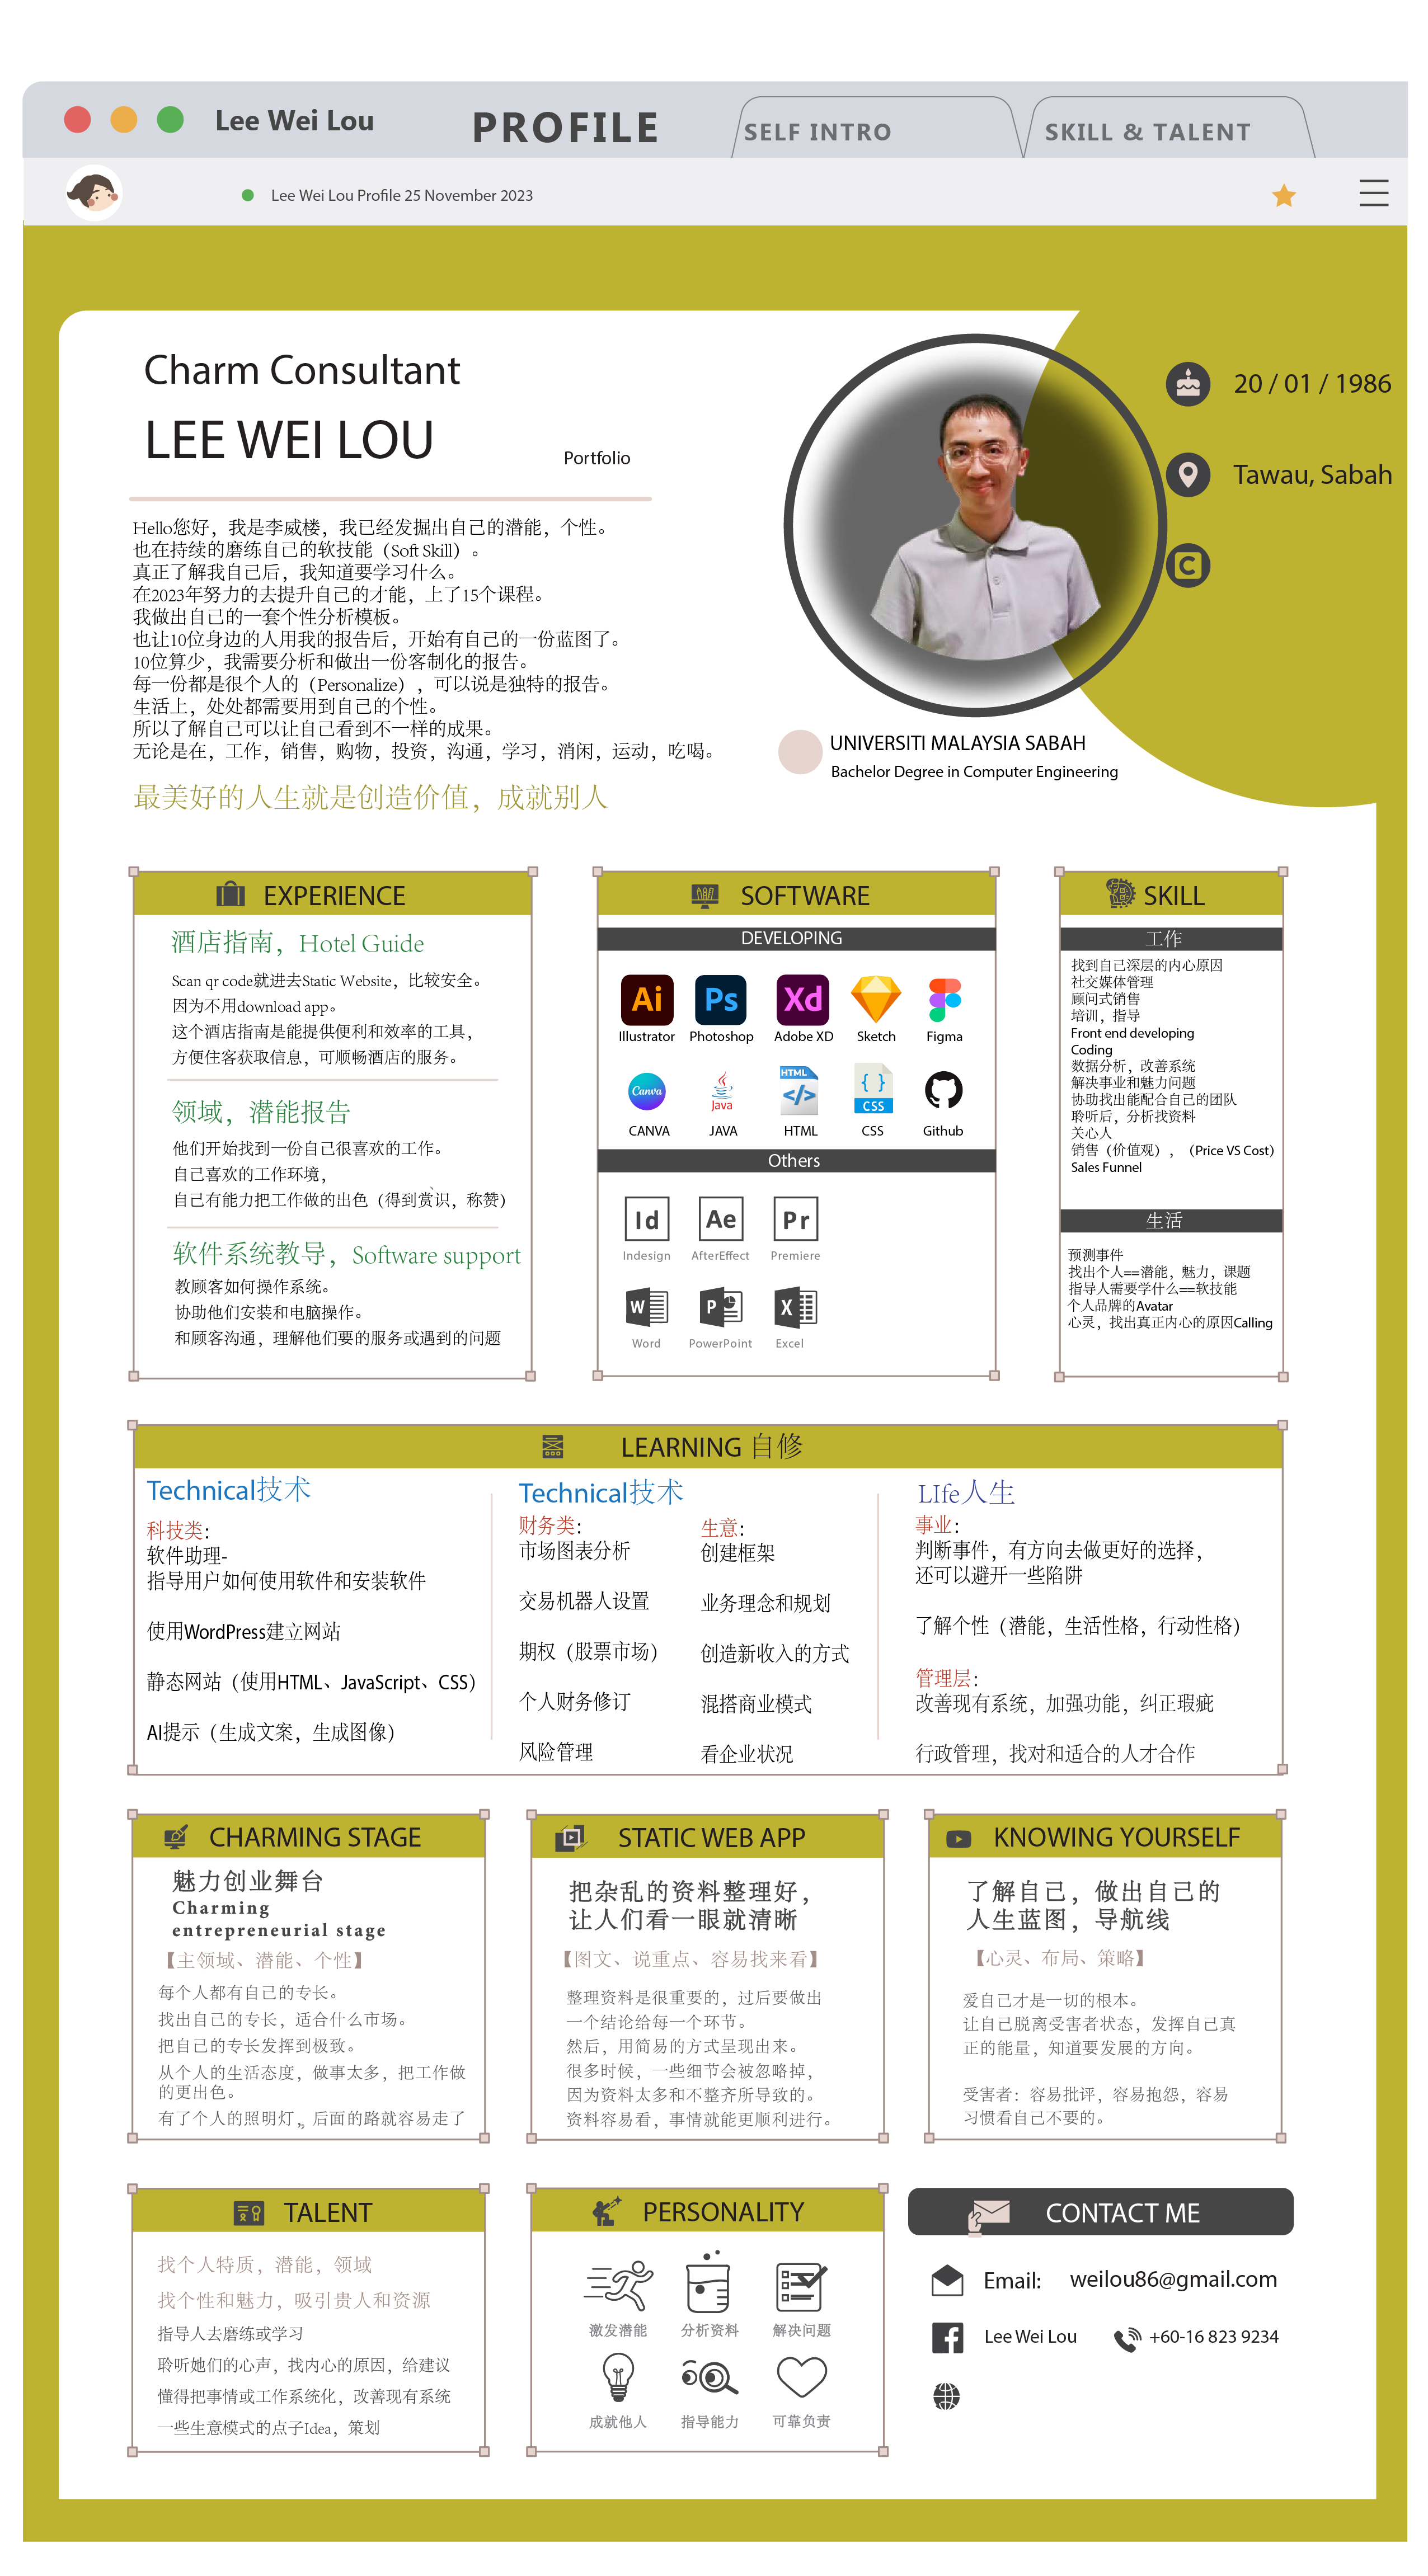 Lee Wei Lou
PROFILE
SELF INTRO
SKILL & TALENT
Lee Wei Lou Profile 25 November 2023
Charm Consultant
LEE WEI LOU
Portfolio
20 / 01 / 1986
Tawau, Sabah
C
Hello您好，我是李威楼，我已经发掘出自己的潜能，个性。
也在持续的磨练自己的软技能（Soft Skill）。
真正了解我自己后，我知道要学习什么。
在2023年努力的去提升自己的才能，上了15个课程。
我做出自己的一套个性分析模板。
也让10位身边的人用我的报告后，开始有自己的一份蓝图了。
10位算少，我需要分析和做出一份客制化的报告。
每一份都是很个人的（Personalize），可以说是独特的报告。
生活上，处处都需要用到自己的个性。
所以了解自己可以让自己看到不一样的成果。
无论是在，工作，销售，购物，投资，沟通，学习，消闲，运动，吃喝。
最美好的人生就是创造价值，成就别人
UNIVERSITI MALAYSIA SABAH
Bachelor Degree in Computer Engineering
EXPERIENCE
酒店指南，Hotel Guide
Scan qr code就进去Static Website，比较安全。
因为不用download app。
这个酒店指南是能提供便利和效率的工具，
方便住客获取信息，可顺畅酒店的服务。
领域，潜能报告
他们开始找到一份自己很喜欢的工作。
自己喜欢的工作环境，
自己有能力把工作做的出色（得到赏识，称赞）
软件系统教导，Software support
教顾客如何操作系统。
协助他们安装和电脑操作。
和顾客沟通，理解他们要的服务或遇到的问题
SOFTWARE
DEVELOPING
Ai Ps Xd
Illustrator Photoshop Adobe XD Sketch Figma
Canva Java HTML </> { } CSS
CANVA JAVA HTML CSS Github
Others
Id Ae Pr
Indesign AfterEffect Premiere
W P X
Word PowerPoint Excel
SKILL
工作
找到自己深层的内心原因
社交媒体管理
顾问式销售
培训，指导
Front end developing
Coding
数据分析，改善系统
解决事业和魅力问题
协助找出能配合自己的团队
聆听后，分析找资料
关心人
销售（价值观），（Price VS Cost）
Sales Funnel
生活
预测事件
找出个人==潜能，魅力，课题
指导人需要学什么==软技能
个人品牌的Avatar
心灵，找出真正内心的原因Calling
LEARNING 自修
Technical技术
科技类：
软件助理-
指导用户如何使用软件和安装软件
使用WordPress建立网站
静态网站（使用HTML、JavaScript、CSS）
AI提示（生成文案，生成图像）
Technical技术
财务类：
市场图表分析
交易机器人设置
期权（股票市场）
个人财务修订
风险管理
生意：
创建框架
业务理念和规划
创造新收入的方式
混搭商业模式
看企业状况
LIfe人生
事业：
判断事件，有方向去做更好的选择，
还可以避开一些陷阱
了解个性（潜能，生活性格，行动性格）
管理层：
改善现有系统，加强功能，纠正瑕疵
行政管理，找对和适合的人才合作
CHARMING STAGE
魅力创业舞台
Charming
entrepreneurial stage
【主领域、潜能、个性】
每个人都有自己的专长。
找出自己的专长，适合什么市场。
把自己的专长发挥到极致。
从个人的生活态度，做事太多，把工作做
的更出色。
有了个人的照明灯，后面的路就容易走了
STATIC WEB APP
把杂乱的资料整理好，
让人们看一眼就清晰
【图文、说重点、容易找来看】
整理资料是很重要的，过后要做出
一个结论给每一个环节。
然后，用简易的方式呈现出来。
很多时候，一些细节会被忽略掉，
因为资料太多和不整齐所导致的。
资料容易看，事情就能更顺利进行。
KNOWING YOURSELF
了解自己，做出自己的
人生蓝图，导航线
【心灵、布局、策略】
爱自己才是一切的根本。
让自己脱离受害者状态，发挥自己真
正的能量，知道要发展的方向。
受害者：容易批评，容易抱怨，容易
习惯看自己不要的。
TALENT
找个人特质，潜能，领域
找个性和魅力，吸引贵人和资源
指导人去磨练或学习
聆听她们的心声，找内心的原因，给建议
懂得把事情或工作系统化，改善现有系统
一些生意模式的点子Idea，策划
PERSONALITY
激发潜能 分析资料 解决问题
成就他人 指导能力 可靠负责
CONTACT ME
Email: weilou86@gmail.com
Lee Wei Lou +60-16 823 9234